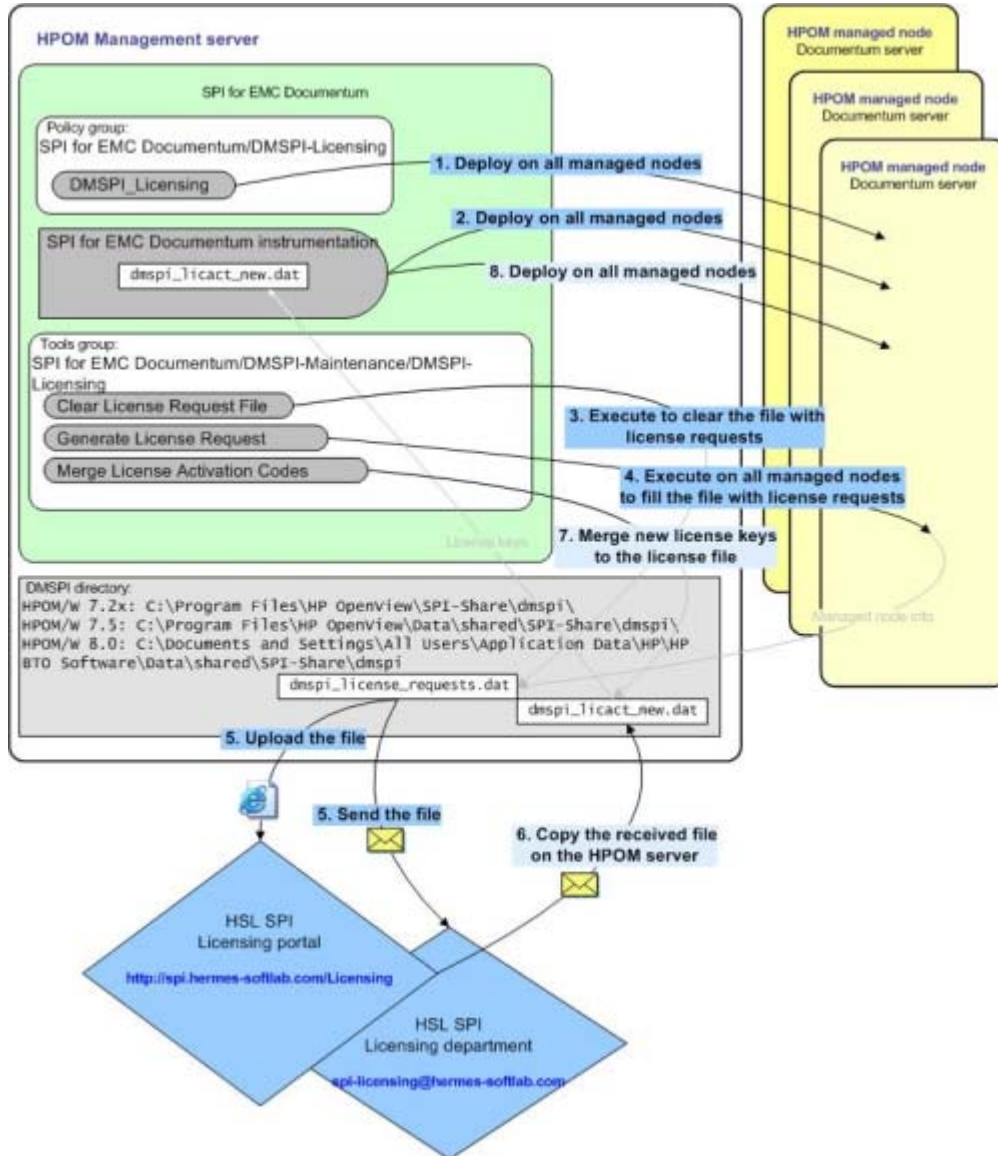 HPOM Management server
SPI for EMC Documentum
Policy group:
SPI for EMC Documentum/DMSPI-Licensing
DMSPI_Licensing
SPI for EMC Documentum instrumentation
dmspi_licact_new.dat
Tools group:
SPI for EMC Documentum/DMSPI-Maintenance/DMSPI-
Licensing
Clear License Request File
Generate License Request
Merge License Activation Codes
License keys
HPOM managed node
Documentum server
HPOM managed node
Documentum server
HPOM managed node
Documentum server
1. Deploy on all managed nodes
2. Deploy on all managed nodes
8. Deploy on all managed nodes
3. Execute to clear the file with
license requests
4. Execute on all managed nodes
to fill the file with license requests
7. Merge new license keys
to the license file
Managed node info
DMSPI directory:
HPOM/W 7.2x: C:\Program Files\HP OpenView\SPI-Share\dmspi\
HPOM/W 7.5: C:\Program Files\HP OpenView\Data\shared\SPI-Share\dmspi\
HPOM/W 8.0: C:\Documents and Settings\All Users\Application Data\HP\HP
BTO Software\Data\shared\SPI-Share\dmspi
dmspi_license_requests.dat
dmspi_licact_new.dat
5. Upload the file
5. Send the file
6. Copy the received file
on the HPOM server
HSL SPI
Licensing portal
http://spi.hermes-softlab.com/Licensing
HSL SPI
Licensing department
spi-licensing@hermes-softlab.com